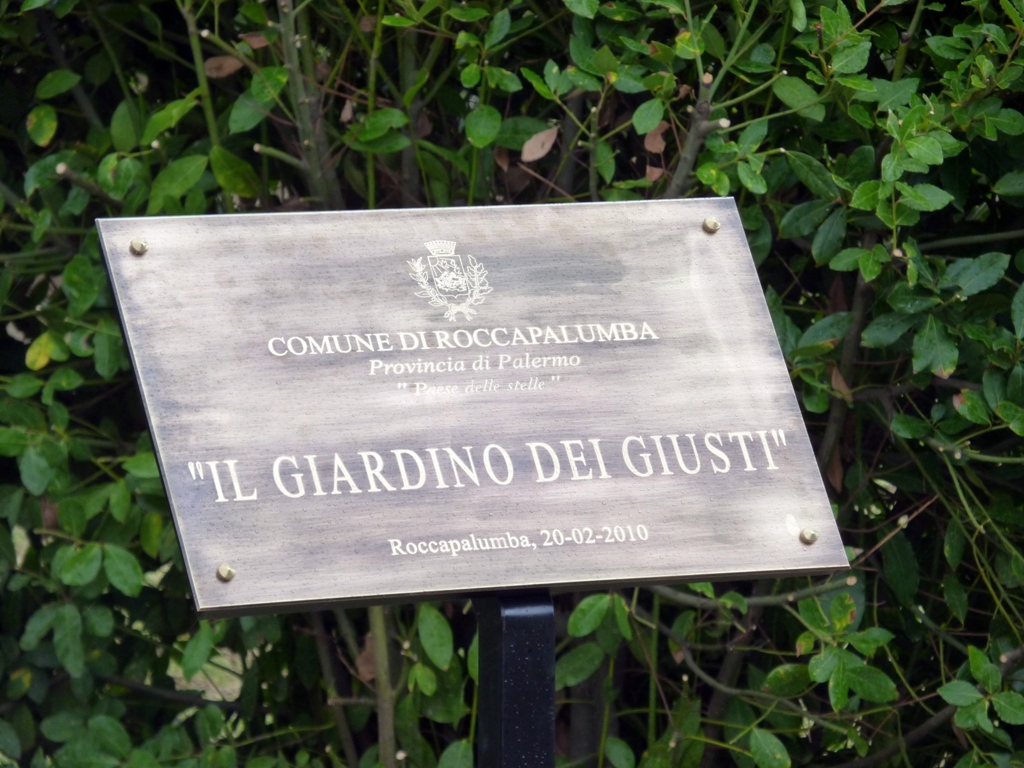 COMUNE DI ROCCAPALUMBA
Provincia di Palermo
" Paese delle stelle "
"IL GIARDINO DEI GIUSTI"
Roccapalumba, 20-02-2010